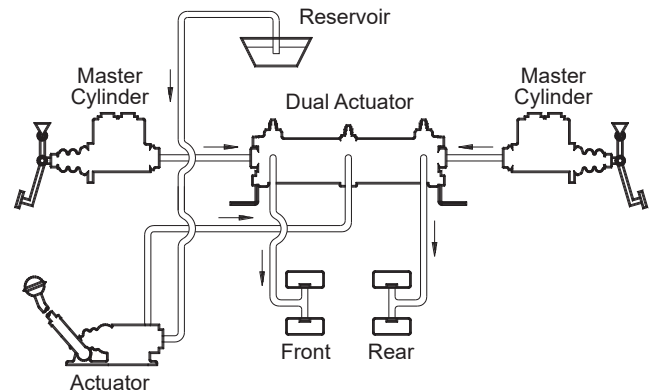 Reservoir
Master
Cylinder
Dual Actuator
Master
Cylinder
Front
Rear
Actuator